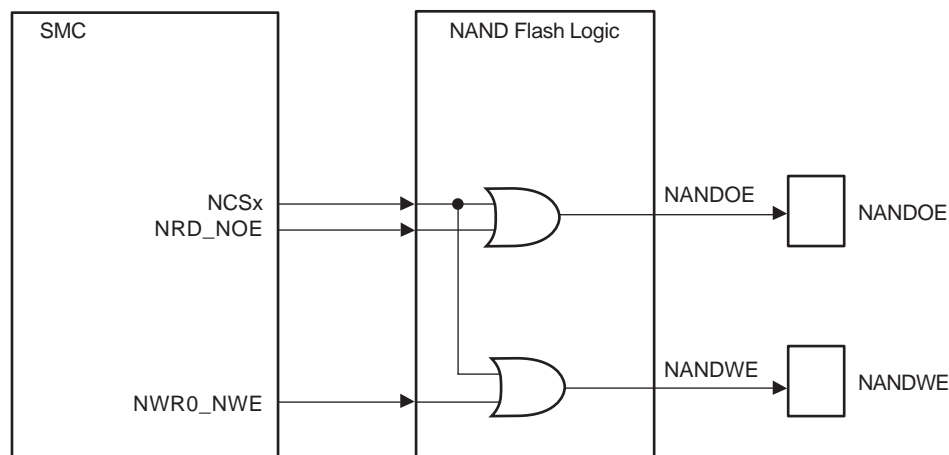 SMC
NAND Flash Logic
NCSx
NRD_NOE
NANDOE
NANDOE
NWR0_NWE
NANDWE
NANDWE